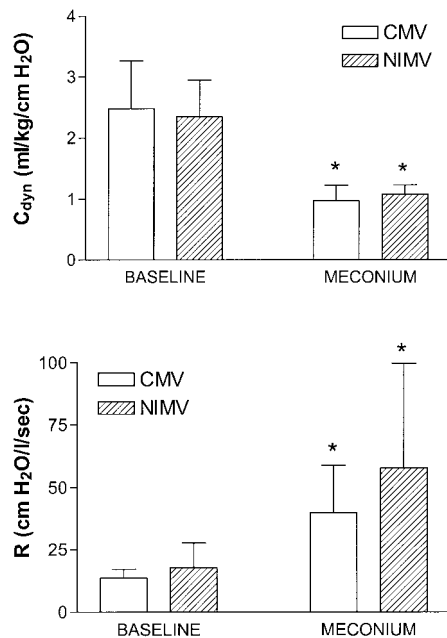 4
3
2
1
0
C_dyn (ml/kg/cm H₂O)
CMV
NIMV
* *
BASELINE MECONIUM
100
75
50
25
0
R (cm H₂O/l/sec)
CMV
NIMV
*
*
BASELINE MECONIUM